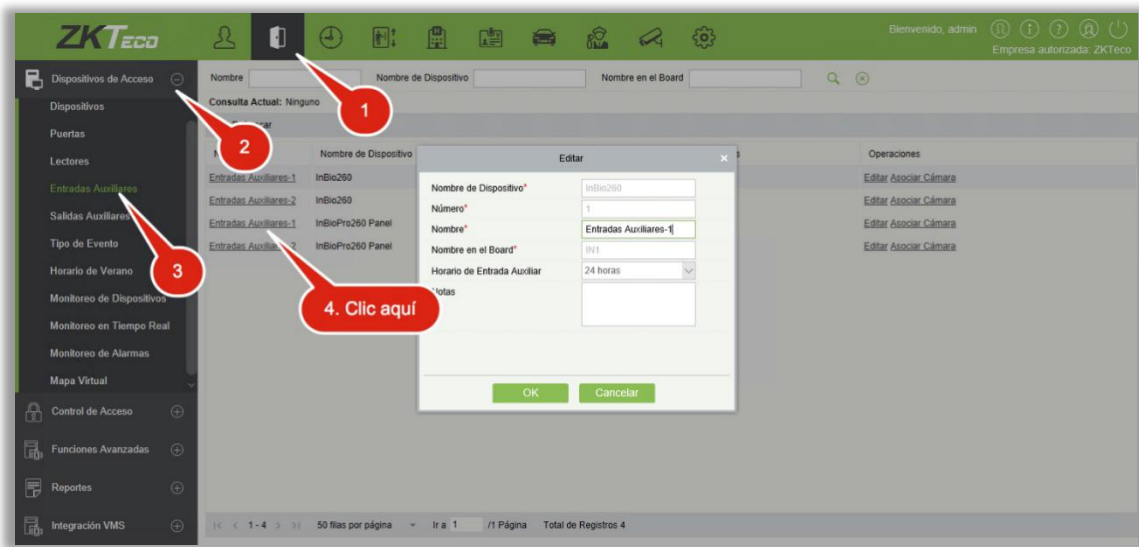 ZKTeco
Bienvenido, admin
Empresa autorizada: ZKTeco
1
Dispositivos de Acceso
2
Dispositivos
Puertas
Lectores
Entradas Auxiliares
3
Salidas Auxiliares
Tipo de Evento
Horario de Verano
Monitoreo de Dispositivos
Monitoreo en Tiempo Real
Monitoreo de Alarmas
Mapa Virtual
Control de Acceso
Funciones Avanzadas
Reportes
Integración VMS
Nombre
Nombre de Dispositivo
Nombre en el Board
Consulta Actual: Ninguno
Nombre de Dispositivo
Operaciones
Entradas Auxiliares-1 InBio260 Editar Asociar Cámara
Entradas Auxiliares-2 InBio260 Editar Asociar Cámara
Entradas Auxiliares-1 InBioPro260 Panel Editar Asociar Cámara
InBioPro260 Panel Editar Asociar Cámara
4. Clic aquí
Editar
Nombre de Dispositivo* InBio260
Número* 1
Nombre* Entradas Auxiliares-1
Nombre en el Board* IN1
Horario de Entrada Auxiliar 24 horas
Notas
OK Cancelar
1-4 50 filas por página Ir a 1 /1 Página Total de Registros 4